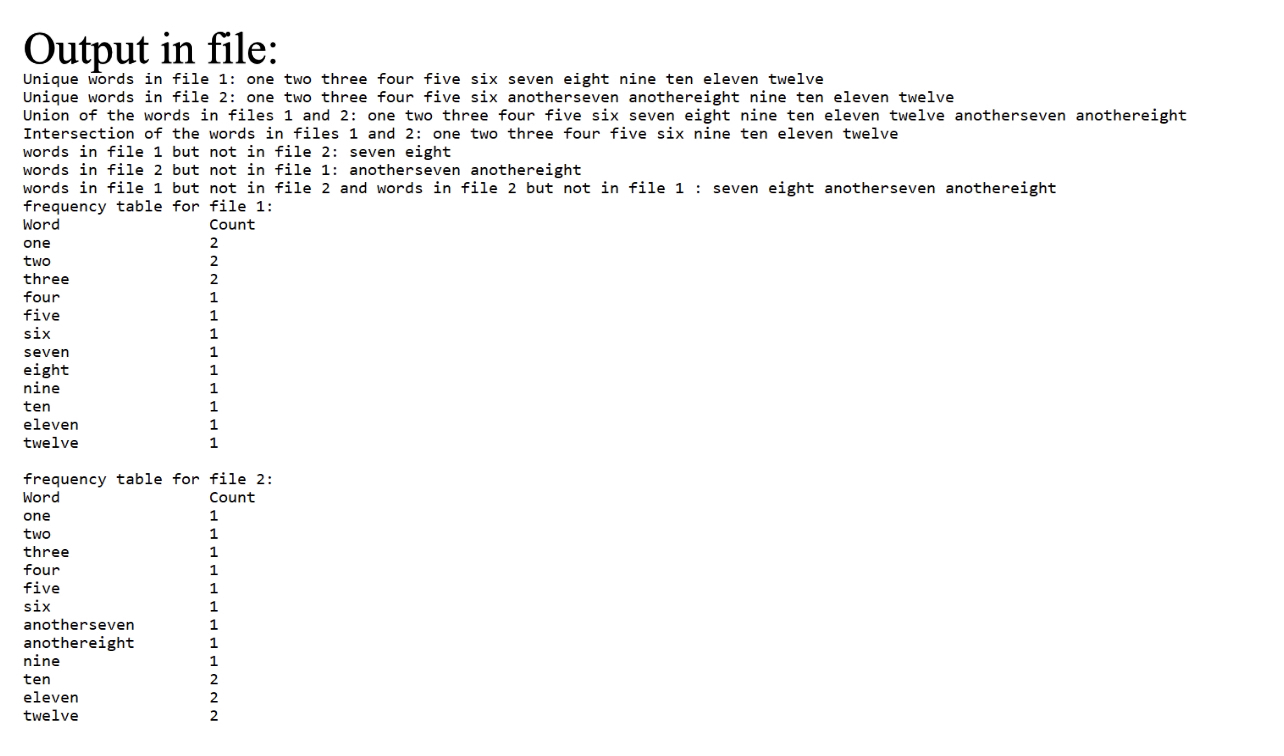 Output in file:
Unique words in file 1: one two three four five six seven eight nine ten eleven twelve
Unique words in file 2: one two three four five six anotherseven anothereight nine ten eleven twelve
Union of the words in files 1 and 2: one two three four five six seven eight nine ten eleven twelve anotherseven anothereight
Intersection of the words in files 1 and 2: one two three four five six nine ten eleven twelve
words in file 1 but not in file 2: seven eight
words in file 2 but not in file 1: anotherseven anothereight
words in file 1 but not in file 2 and words in file 2 but not in file 1 : seven eight anotherseven anothereight
frequency table for file 1:
Word Count
one 2
two 2
three 2
four 1
five 1
six 1
seven 1
eight 1
nine 1
ten 1
eleven 1
twelve 1
frequency table for file 2:
Word Count
one 1
two 1
three 1
four 1
five 1
six 1
anotherseven 1
anothereight 1
nine 1
ten 2
eleven 2
twelve 2